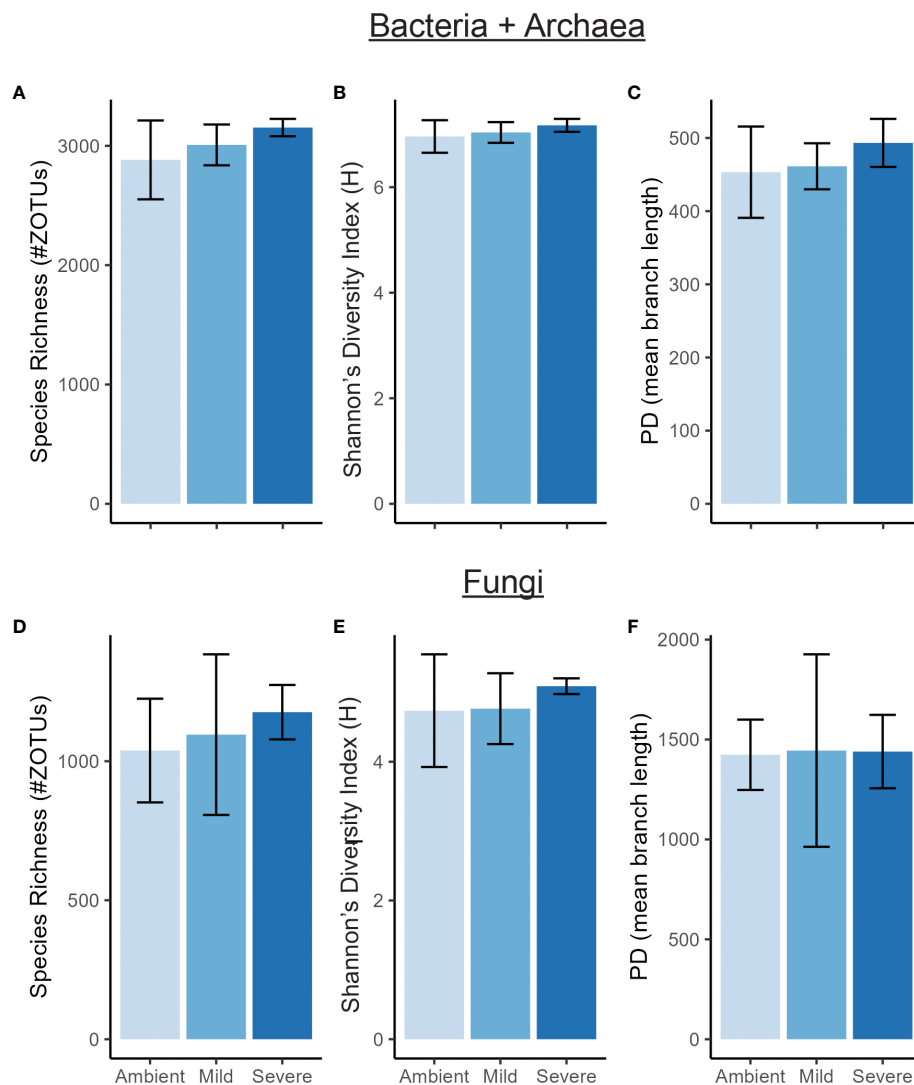 Bacteria + Archaea
A
Species Richness (#ZOTUs)
3000
2000
1000
0
B
Shannon's Diversity Index (H)
6
4
2
0
C
PD (mean branch length)
500
400
300
200
100
0
Fungi
D
Species Richness (#ZOTUs)
1000
500
0
Ambient Mild Severe
E
Shannon's Diversity Index (H)
4
2
0
Ambient Mild Severe
F
PD (mean branch length)
2000
1500
1000
500
0
Ambient Mild Severe